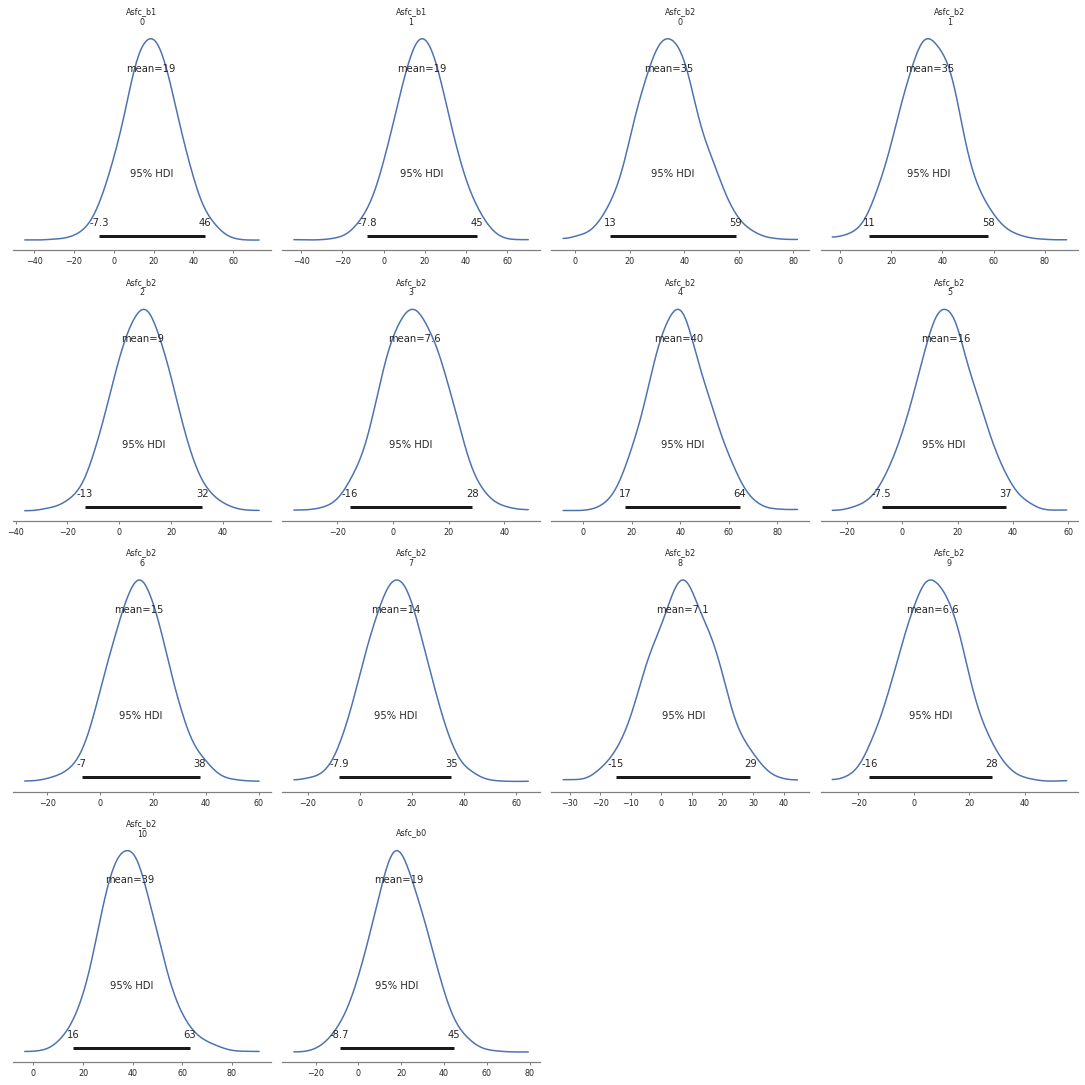 Asfc_b1
0
mean=19
95% HDI
-7.3 46
−40 −20 0 20 40 60
Asfc_b1
1
mean=19
95% HDI
-7.8 45
−40 −20 0 20 40 60
Asfc_b2
0
mean=35
95% HDI
13 59
0 20 40 60 80
Asfc_b2
1
mean=35
95% HDI
11 58
0 20 40 60 80
Asfc_b2
2
mean=9
95% HDI
-13 32
−40 −20 0 20 40
Asfc_b2
3
mean=7.6
95% HDI
-16 28
−20 0 20 40
Asfc_b2
4
mean=40
95% HDI
17 64
0 20 40 60 80
Asfc_b2
5
mean=16
95% HDI
-7.5 37
−20 0 20 40 60
Asfc_b2
6
mean=15
95% HDI
-7 38
−20 0 20 40 60
Asfc_b2
7
mean=14
95% HDI
-7.9 35
−20 0 20 40 60
Asfc_b2
8
mean=7.1
95% HDI
-15 29
−30 −20 −10 0 10 20 30 40
Asfc_b2
9
mean=6.6
95% HDI
-16 28
−20 0 20 40
Asfc_b2
10
mean=39
95% HDI
16 63
0 20 40 60 80
Asfc_b0
mean=19
95% HDI
-8.7 45
−20 0 20 40 60 80